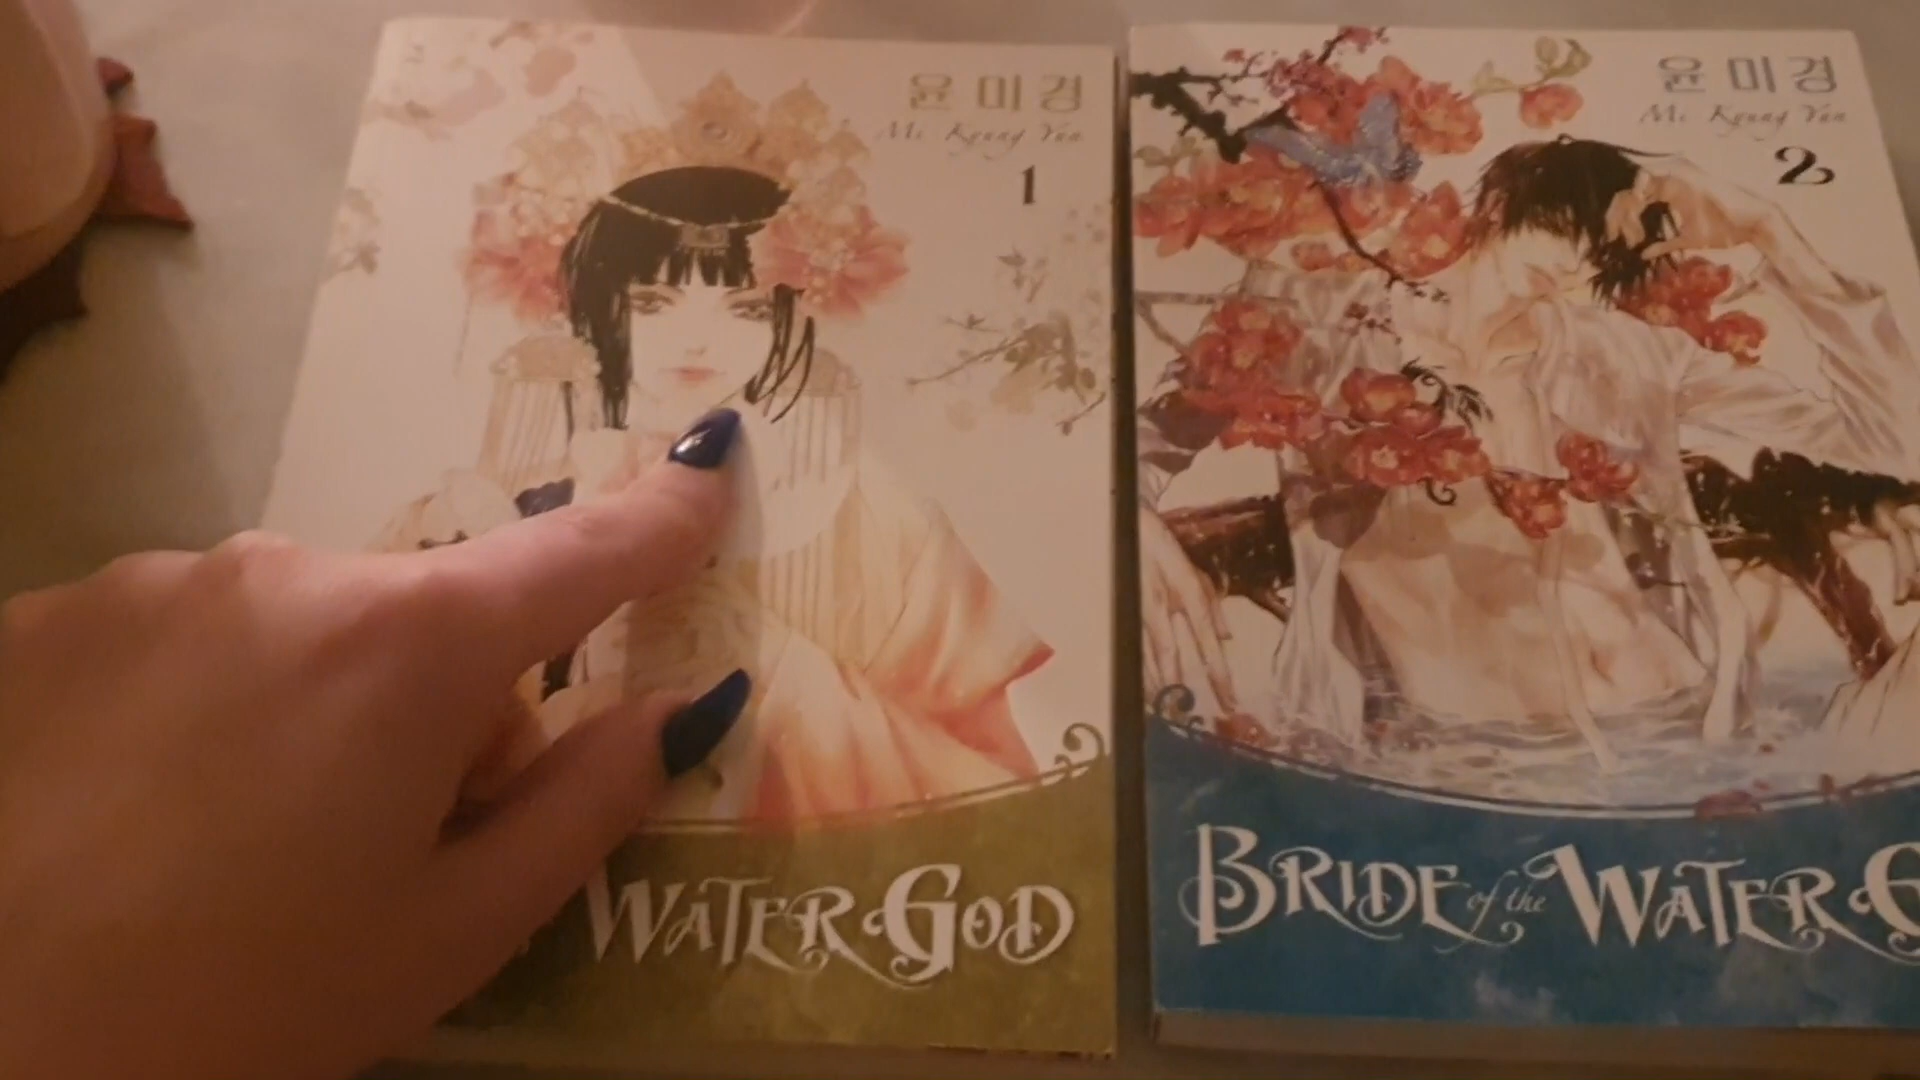 윤미경
Mi Kyung Yun
1
WATER GOD
윤미경
Mi Kyung Yun
2
BRIDE of the WATER G